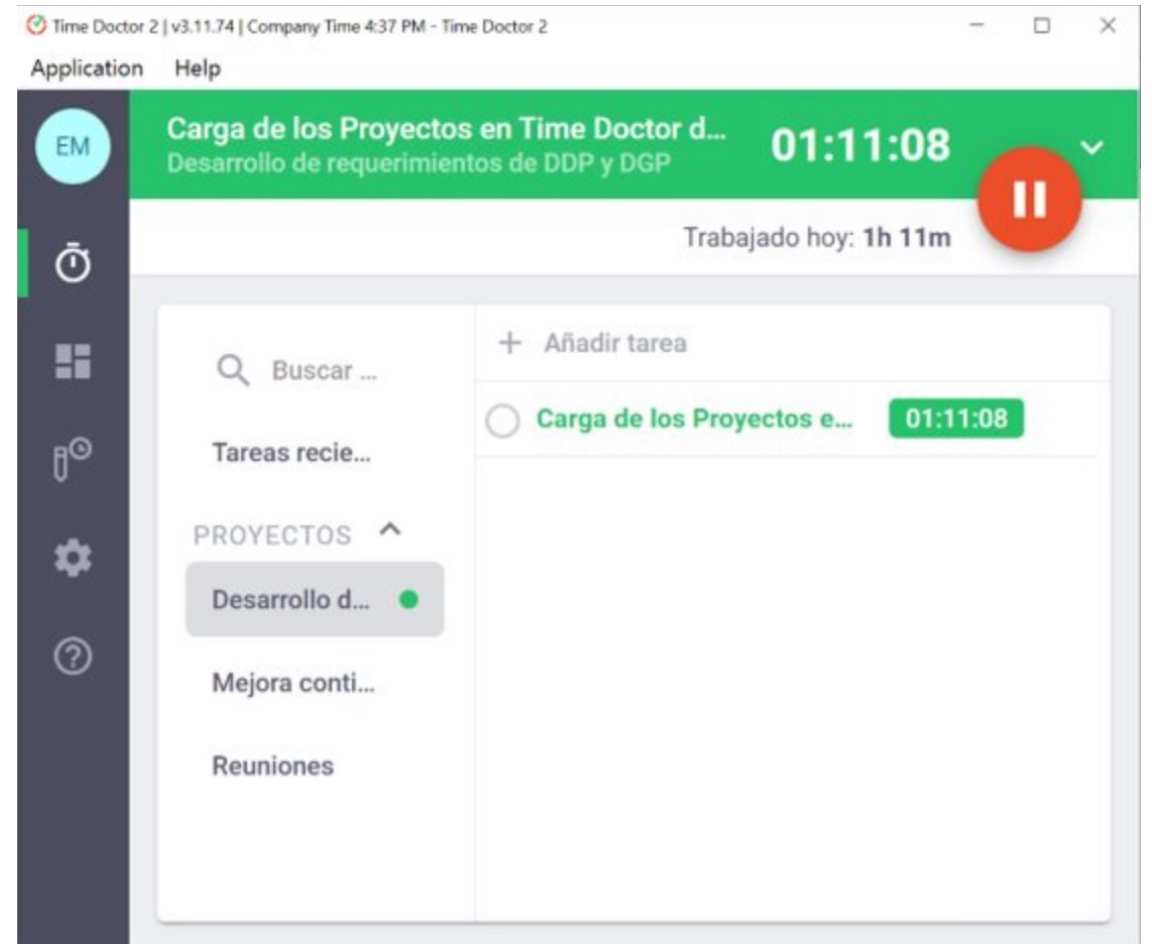 Time Doctor 2 | v3.11.74 | Company Time 4:37 PM - Time Doctor 2
Application Help
EM
Carga de los Proyectos en Time Doctor d... 01:11:08
Desarrollo de requerimientos de DDP y DGP
Trabajado hoy: 1h 11m
Buscar ...
Tareas recie...
PROYECTOS
Desarrollo d...
Mejora conti...
Reuniones
+ Añadir tarea
Carga de los Proyectos e... 01:11:08